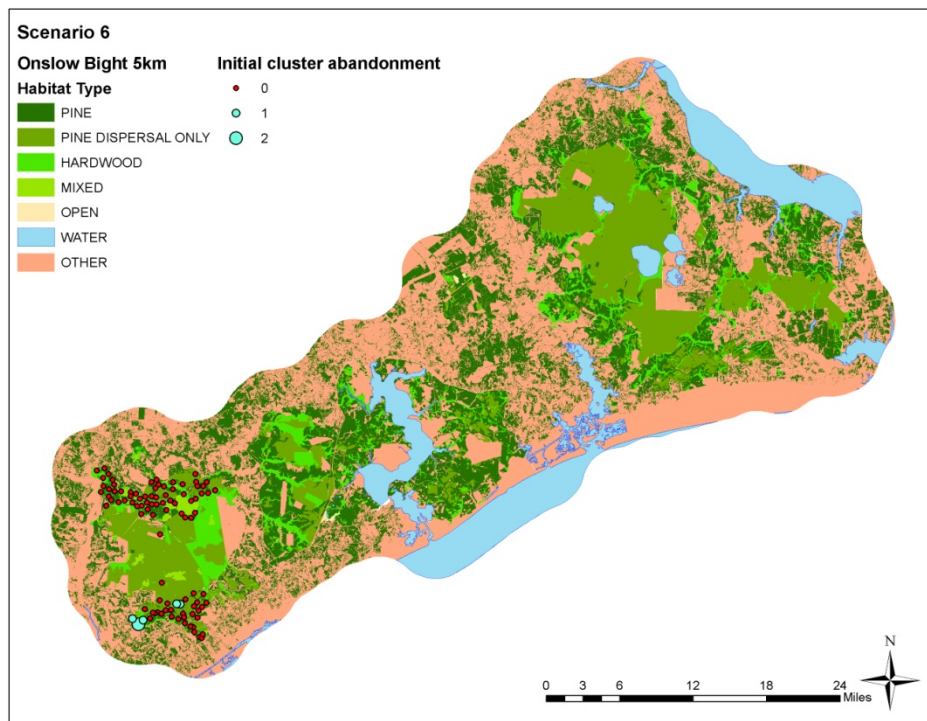 Scenario 6
Onslow Bight 5km
Habitat Type
PINE
PINE DISPERSAL ONLY
HARDWOOD
MIXED
OPEN
WATER
OTHER
Initial cluster abandonment
0
1
2
N
0 3 6 12 18 24
Miles